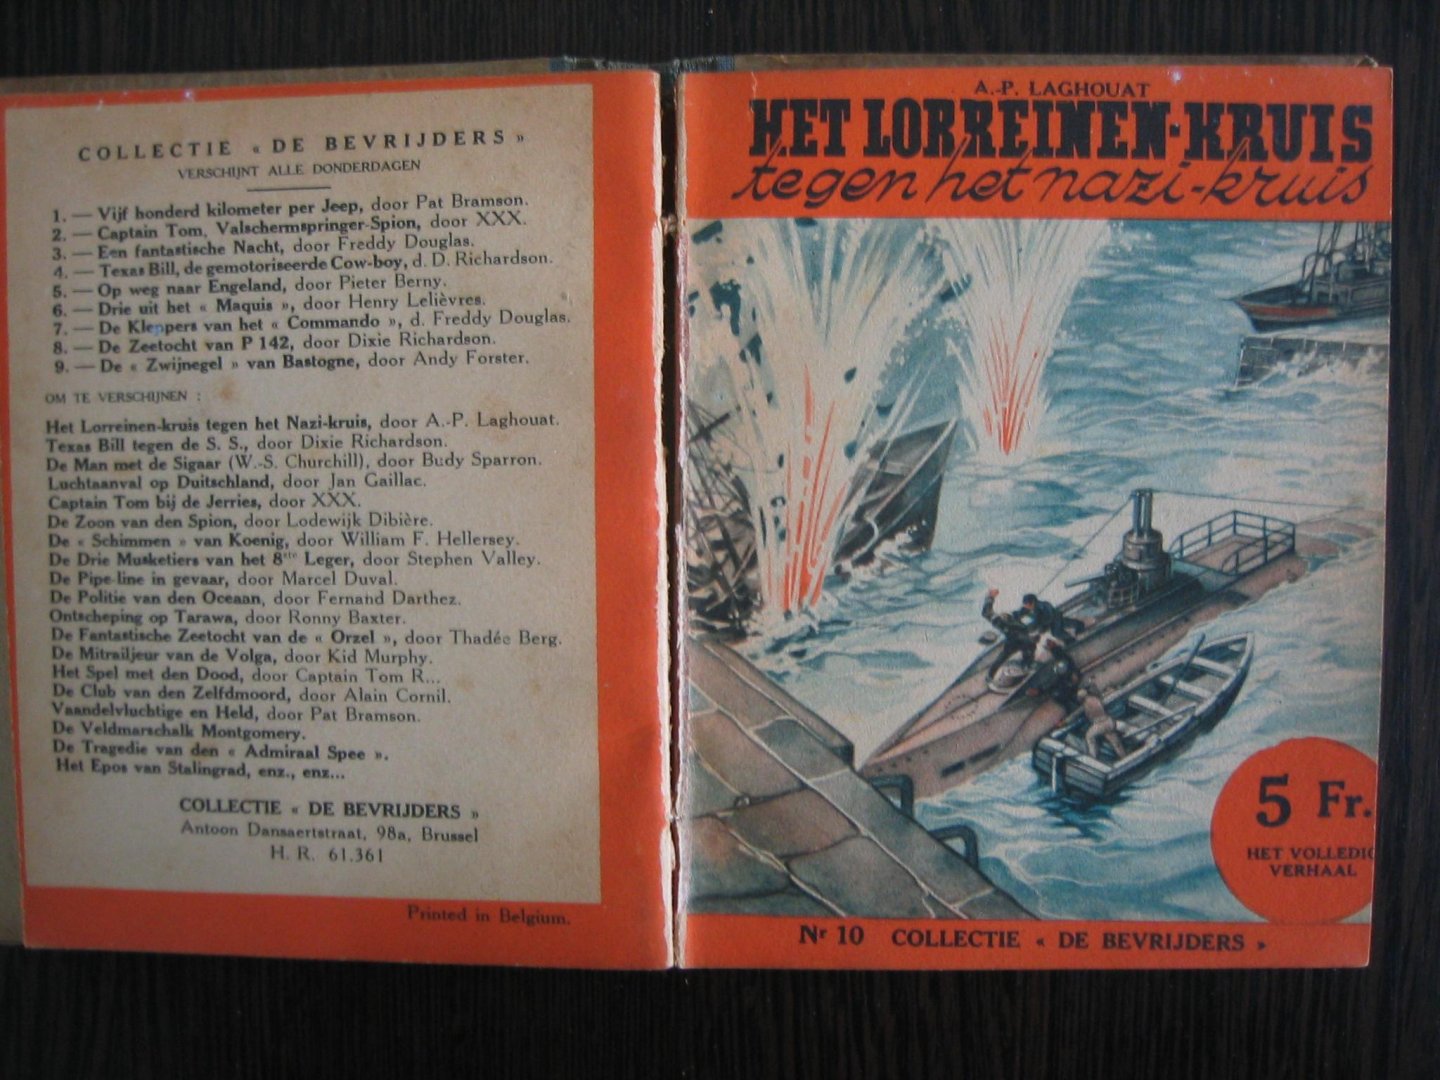 COLLECTIE « DE BEVRIJDERS »
VERSCHIJNT ALLE DONDERDAGEN
1. — Vijf honderd kilometer per Jeep, door Pat Bramson.
2. — Captain Tom, Valschermspringer-Spion, door XXX.
3. — Een fantastische Nacht, door Freddy Douglas.
4. — Texas Bill, de gemotoriseerde Cow-boy, d. D. Richardson.
5. — Op weg naar Engeland, door Pieter Berny.
6. — Drie uit het « Maquis », door Henry Lelièvres.
7. — De Kleppers van het « Commando », d. Freddy Douglas.
8. — De Zeetocht van P 142, door Dixie Richardson.
9. — De « Zwijnegel » van Bastogne, door Andy Forster.
OM TE VERSCHIJNEN :
Het Lorreinen-kruis tegen het Nazi-kruis, door A.-P. Laghouat.
Texas Bill tegen de S. S., door Dixie Richardson.
De Man met de Sigaar (W.-S. Churchill), door Budy Sparron.
Luchtaanval op Duitschland, door Jan Gaillac.
Captain Tom bij de Jerries, door XXX.
De Zoon van den Spion, door Lodewijk Dibière.
De « Schimmen » van Koenig, door William F. Hellersey.
De Drie Musketiers van het 8ste Leger, door Stephen Valley.
De Pipe-line in gevaar, door Marcel Duval.
De Politie van den Oceaan, door Fernand Darthez.
Ontscheping op Tarawa, door Ronny Baxter.
De Fantastische Zeetocht van de « Orzel », door Thadée Berg.
De Mitrailjeur van de Volga, door Kid Murphy.
Het Spel met den Dood, door Captain Tom R...
De Club van den Zelfdmoord, door Alain Cornil.
Vaandelvluchtige en Held, door Pat Bramson.
De Veldmarschalk Montgomery.
De Tragedie van den « Admiraal Spee ».
Het Epos van Stalingrad, enz., enz...
COLLECTIE « DE BEVRIJDERS »
Antoon Dansaertstraat, 98a, Brussel
H. R. 61.361
Printed in Belgium.
A.-P. LAGHOUAT
HET LORREINEN-KRUIS
tegen het nazi-kruis
5 Fr.
HET VOLLEDIG
VERHAAL
Nr 10 COLLECTIE « DE BEVRIJDERS »